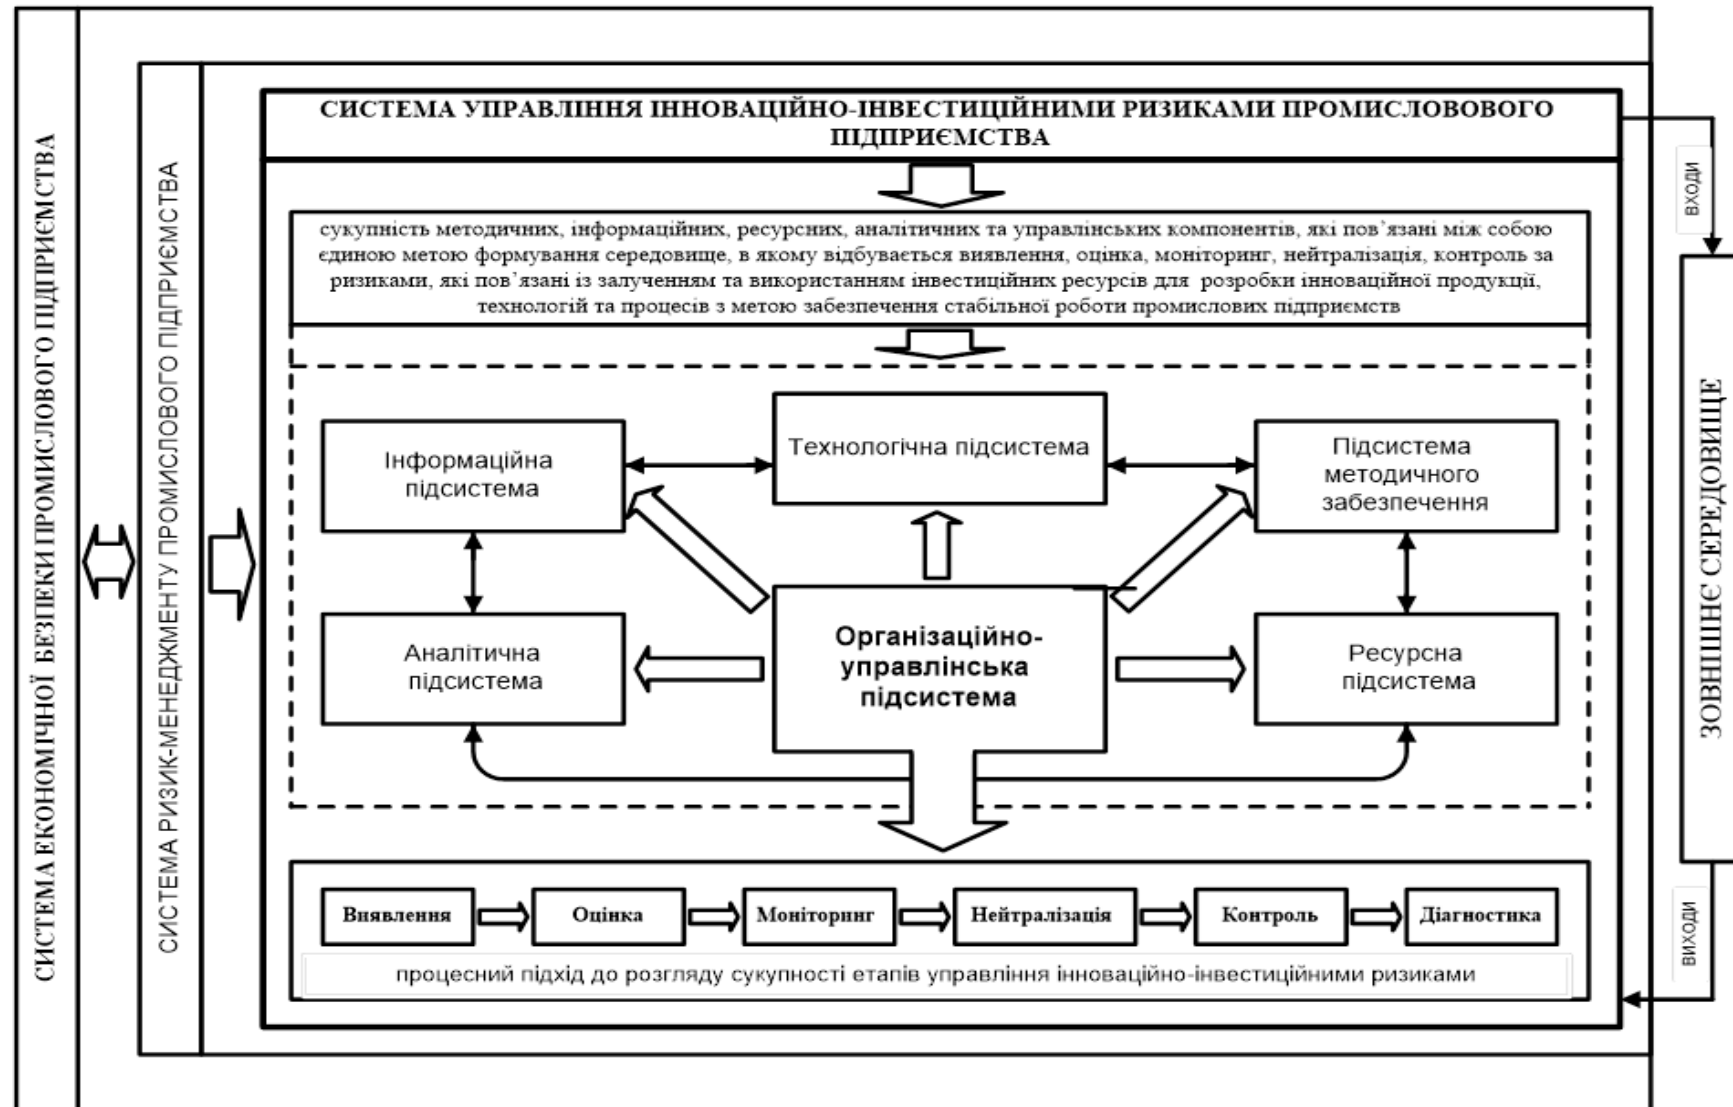 СИСТЕМА ЕКОНОМІЧНОЇ БЕЗПЕКИ ПРОМИСЛОВОГО ПІДПРИЄМСТВА
СИСТЕМА РИЗИК-МЕНЕДЖМЕНТУ ПРОМИСЛОВОГО ПІДПРИЄМСТВА
СИСТЕМА УПРАВЛІННЯ ІННОВАЦІЙНО-ІНВЕСТИЦІЙНИМИ РИЗИКАМИ ПРОМИСЛОВОВОГО
ПІДПРИЄМСТВА
сукупність методичних, інформаційних, ресурсних, аналітичних та управлінських компонентів, які пов’язані між собою
єдиною метою формування середовище, в якому відбувається виявлення, оцінка, моніторинг, нейтралізація, контроль за
ризиками, які пов’язані із залученням та використанням інвестиційних ресурсів для розробки інноваційної продукції,
технологій та процесів з метою забезпечення стабільної роботи промислових підприємств
Інформаційна
підсистема
Технологічна підсистема
Підсистема
методичного
забезпечення
Аналітична
підсистема
Організаційно-
управлінська
підсистема
Ресурсна
підсистема
Виявлення
Оцінка
Моніторинг
Нейтралізація
Контроль
Діагностика
процесний підхід до розгляду сукупності етапів управління інноваційно-інвестиційними ризиками
ВХОДИ
ЗОВНІШНЄ СЕРЕДОВИЩЕ
ВИХОДИ